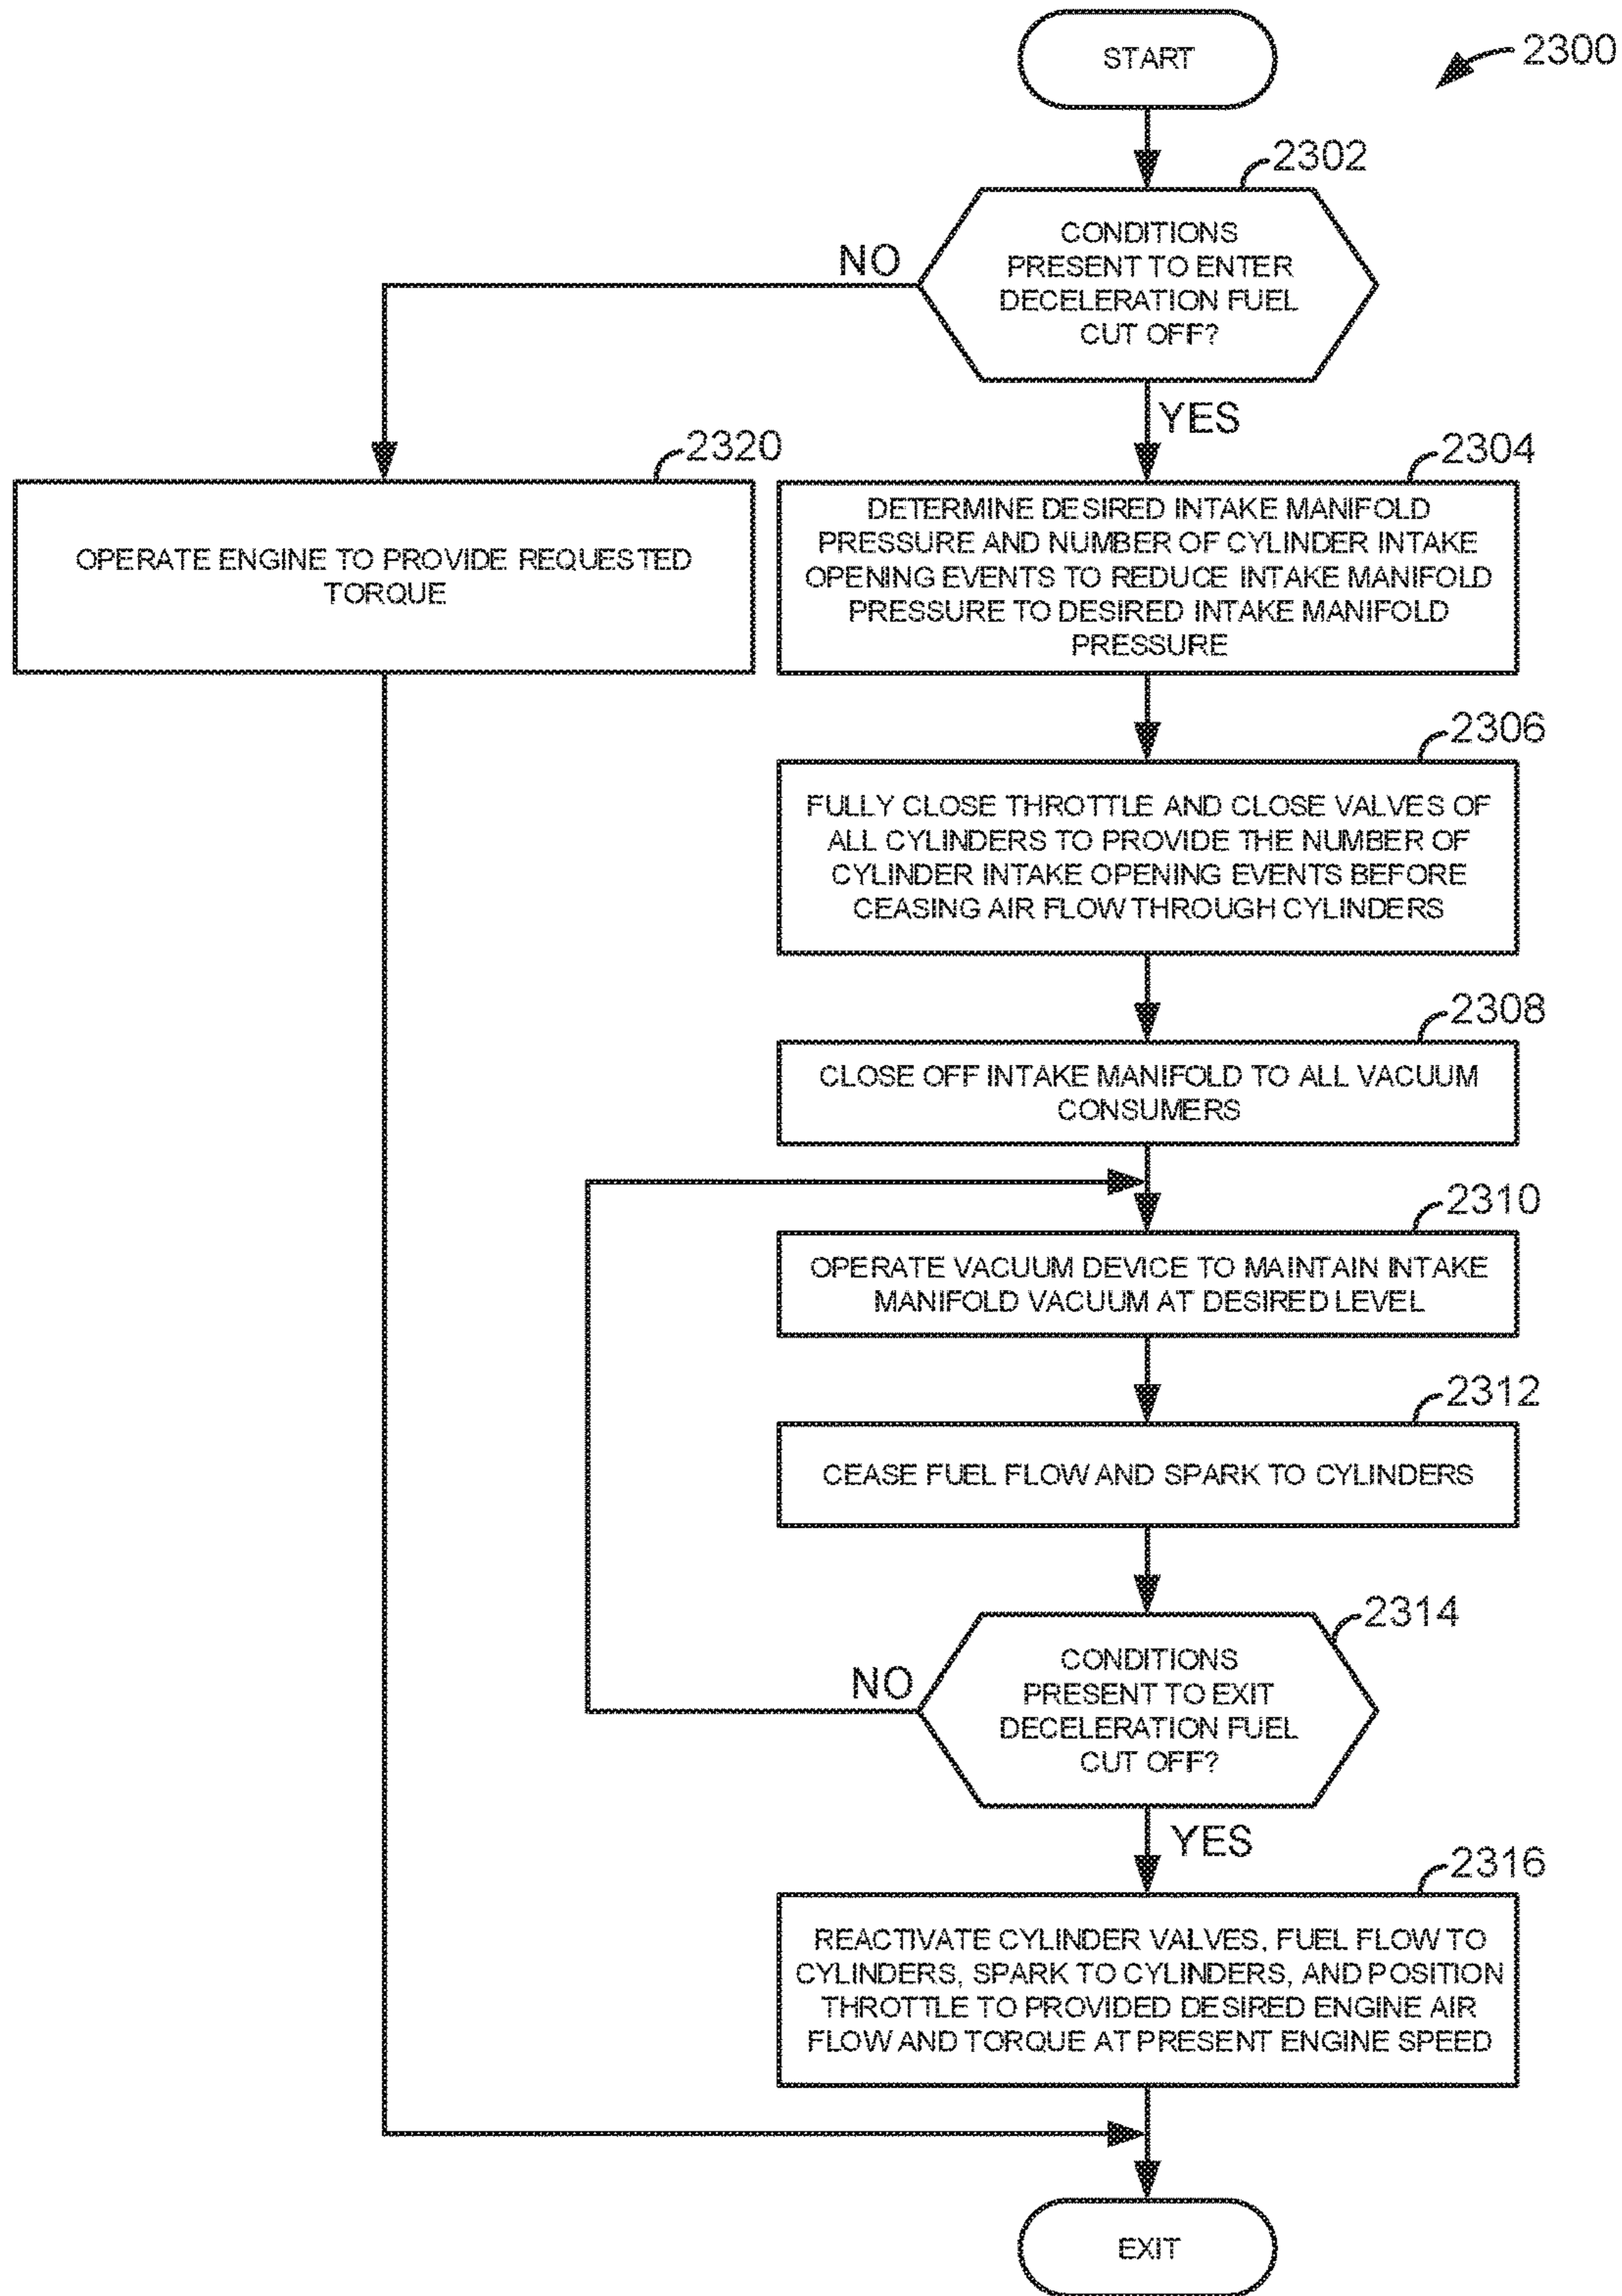 START
2300
2302
CONDITIONS
PRESENT TO ENTER
DECELERATION FUEL
CUT OFF?
NO
YES
2320
OPERATE ENGINE TO PROVIDE REQUESTED
TORQUE
2304
DETERMINE DESIRED INTAKE MANIFOLD
PRESSURE AND NUMBER OF CYLINDER INTAKE
OPENING EVENTS TO REDUCE INTAKE MANIFOLD
PRESSURE TO DESIRED INTAKE MANIFOLD
PRESSURE
2306
FULLY CLOSE THROTTLE AND CLOSE VALVES OF
ALL CYLINDERS TO PROVIDE THE NUMBER OF
CYLINDER INTAKE OPENING EVENTS BEFORE
CEASING AIR FLOW THROUGH CYLINDERS
2308
CLOSE OFF INTAKE MANIFOLD TO ALL VACUUM
CONSUMERS
2310
OPERATE VACUUM DEVICE TO MAINTAIN INTAKE
MANIFOLD VACUUM AT DESIRED LEVEL
2312
CEASE FUEL FLOW AND SPARK TO CYLINDERS
2314
CONDITIONS
PRESENT TO EXIT
DECELERATION FUEL
CUT OFF?
NO
YES
2316
REACTIVATE CYLINDER VALVES, FUEL FLOW TO
CYLINDERS, SPARK TO CYLINDERS, AND POSITION
THROTTLE TO PROVIDED DESIRED ENGINE AIR
FLOW AND TORQUE AT PRESENT ENGINE SPEED
EXIT